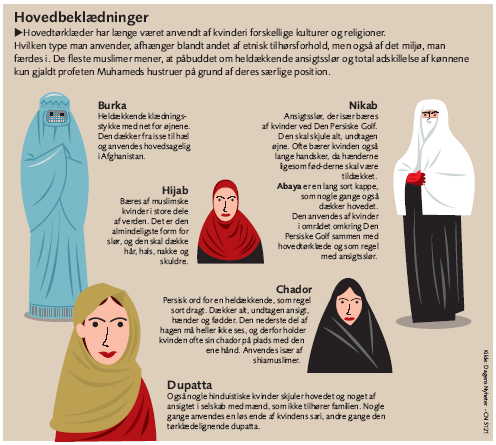 Hovedbeklædninger
▶Hovedtørklæder har længe været anvendt af kvinder i forskellige kulturer og religioner.
Hvilken type man anvender, afhænger blandt andet af etnisk tilhørsforhold, men også af det miljø, man
færdes i. De fleste muslimer mener, at påbuddet om heldækkende ansigtsslør og total adskillelse af kønnene
kun gjaldt profeten Muhameds hustruer på grund af deres særlige position.
Burka
Heldækkende klædnings-
stykke med net for øjnene.
Den dækker fra isse til hæl
og anvendes hovedsagelig
i Afghanistan.
Nikab
Ansigtsslør, der især bæres
af kvinder ved Den Persiske Golf.
Den skal skjule alt, undtagen
øjne. Ofte bærer kvinden også
lange handsker, da hænderne
ligesom fød-derne skal være
tildækket.
Abaya er en lang sort kappe,
som nogle gange også
dækker hovedet.
Den anvendes af kvinder
i området omkring Den
Persiske Golf sammen med
hovedtørklæde og som regel
med ansigtsslør.
Hijab
Bæres af muslimske
kvinder i store dele
af verden. Det er den
almindeligste form for
slør, og den skal dække
hår, hals, nakke og
skuldre.
Chador
Persisk ord for en heldækkende, som regel
sort dragt. Dækker alt, undtagen ansigt,
hænder og fødder. Den nederste del af
hagen må heller ikke ses, og derfor holder
kvinden ofte sin chador på plads med den
ene hånd. Anvendes især af
shiamuslimer.
Dupatta
Også nogle hinduistiske kvinder skjuler hovedet og noget af
ansigtet i selskab med mænd, som ikke tilhører familien. Nogle
gange anvendes en løs ende af kvindens sari, andre gange den
tørklædelignende dupatta.
Kilde: Dagens Nyheter - CN 5121